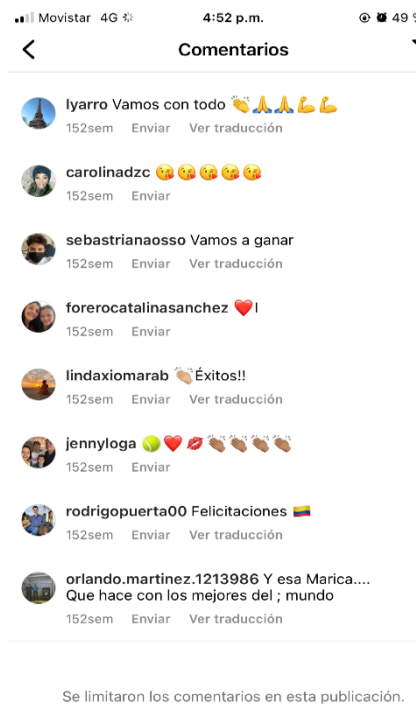 Movistar 4G 4:52 p.m. 49
Comentarios
lyarro Vamos con todo 👏🙏🙏💪💪
152sem Enviar Ver traducción
carolinadzc 😘😘😘😘😘
152sem Enviar
sebastrianaosso Vamos a ganar
152sem Enviar Ver traducción
forerocatalinasanchez ❤️I
152sem Enviar
lindaxiomarab 👏🏼Éxitos!!
152sem Enviar Ver traducción
jennyloga 🎾❤️💋👏🏽👏🏽👏🏽👏🏽
152sem Enviar
rodrigopuerta00 Felicitaciones 🇨🇴
152sem Enviar Ver traducción
orlando.martinez.1213986 Y esa Marica....
Que hace con los mejores del ; mundo
152sem Enviar Ver traducción
Se limitaron los comentarios en esta publicación.